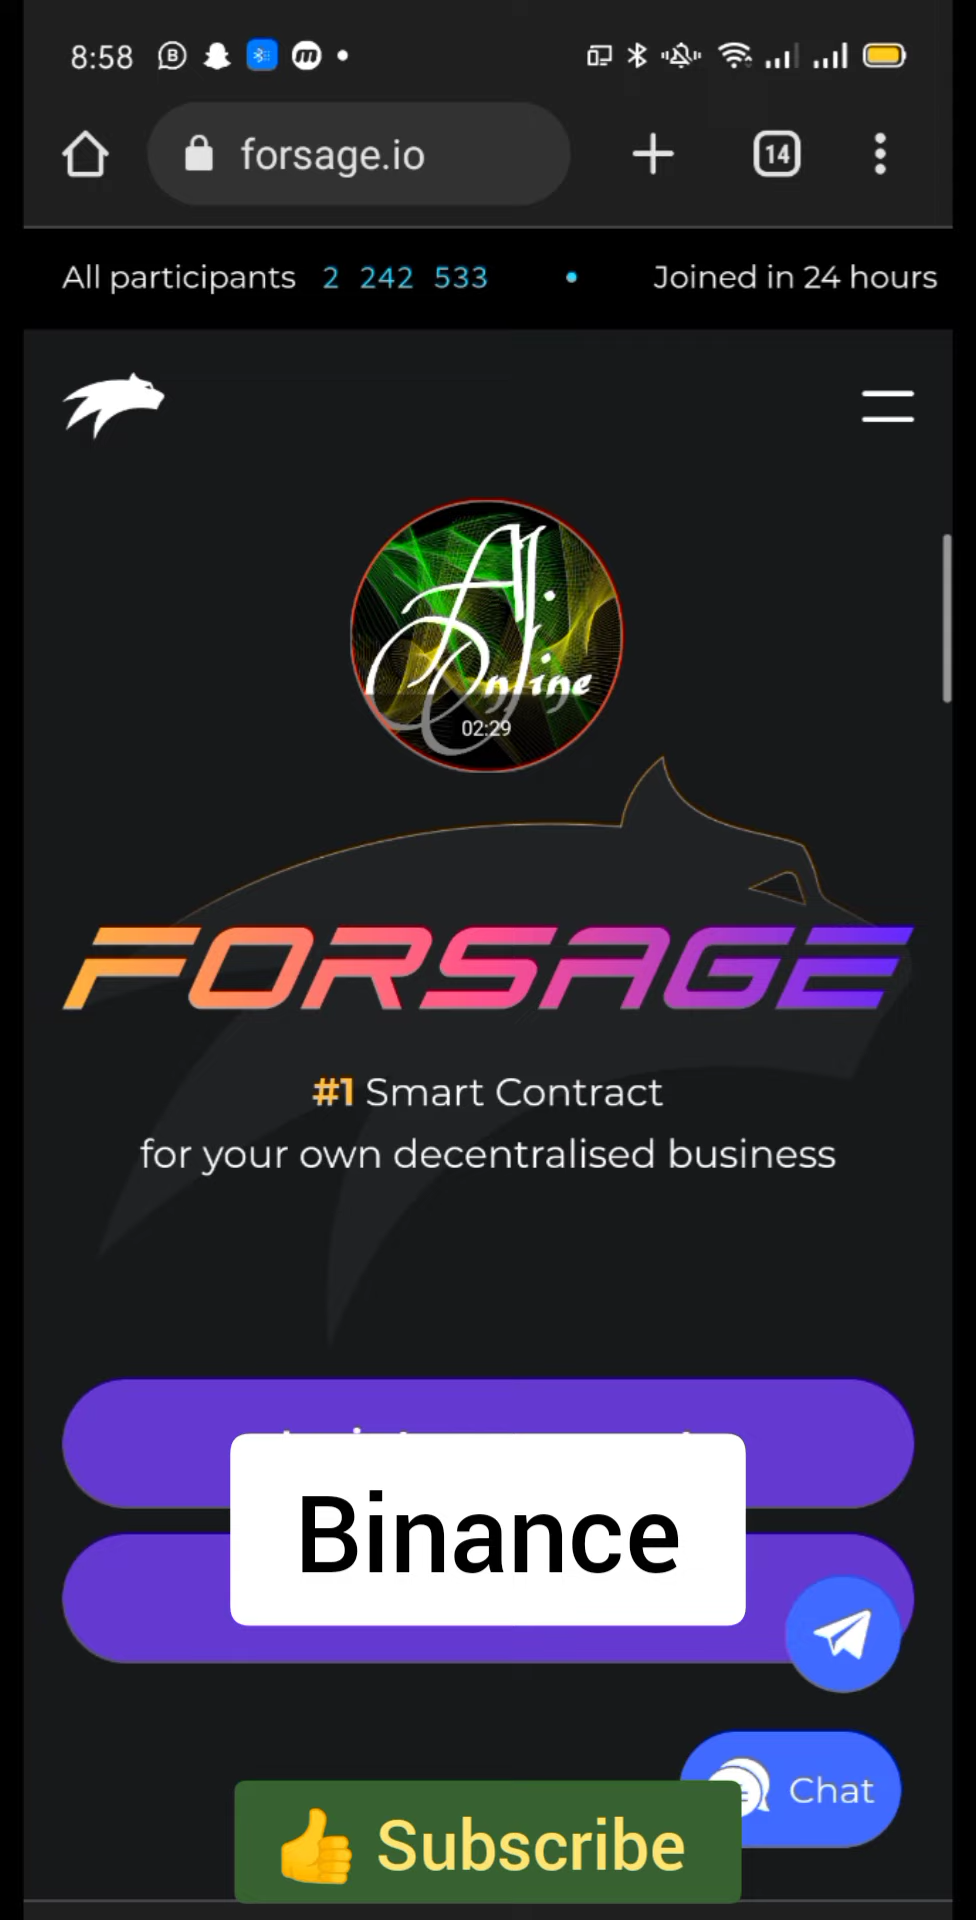 8:58
forsage.io
14
All participants 2 242 533 • Joined in 24 hours
Ali
Online
02:29
FORSAGE
#1 Smart Contract
for your own decentralised business
Binance
Chat
👍 Subscribe